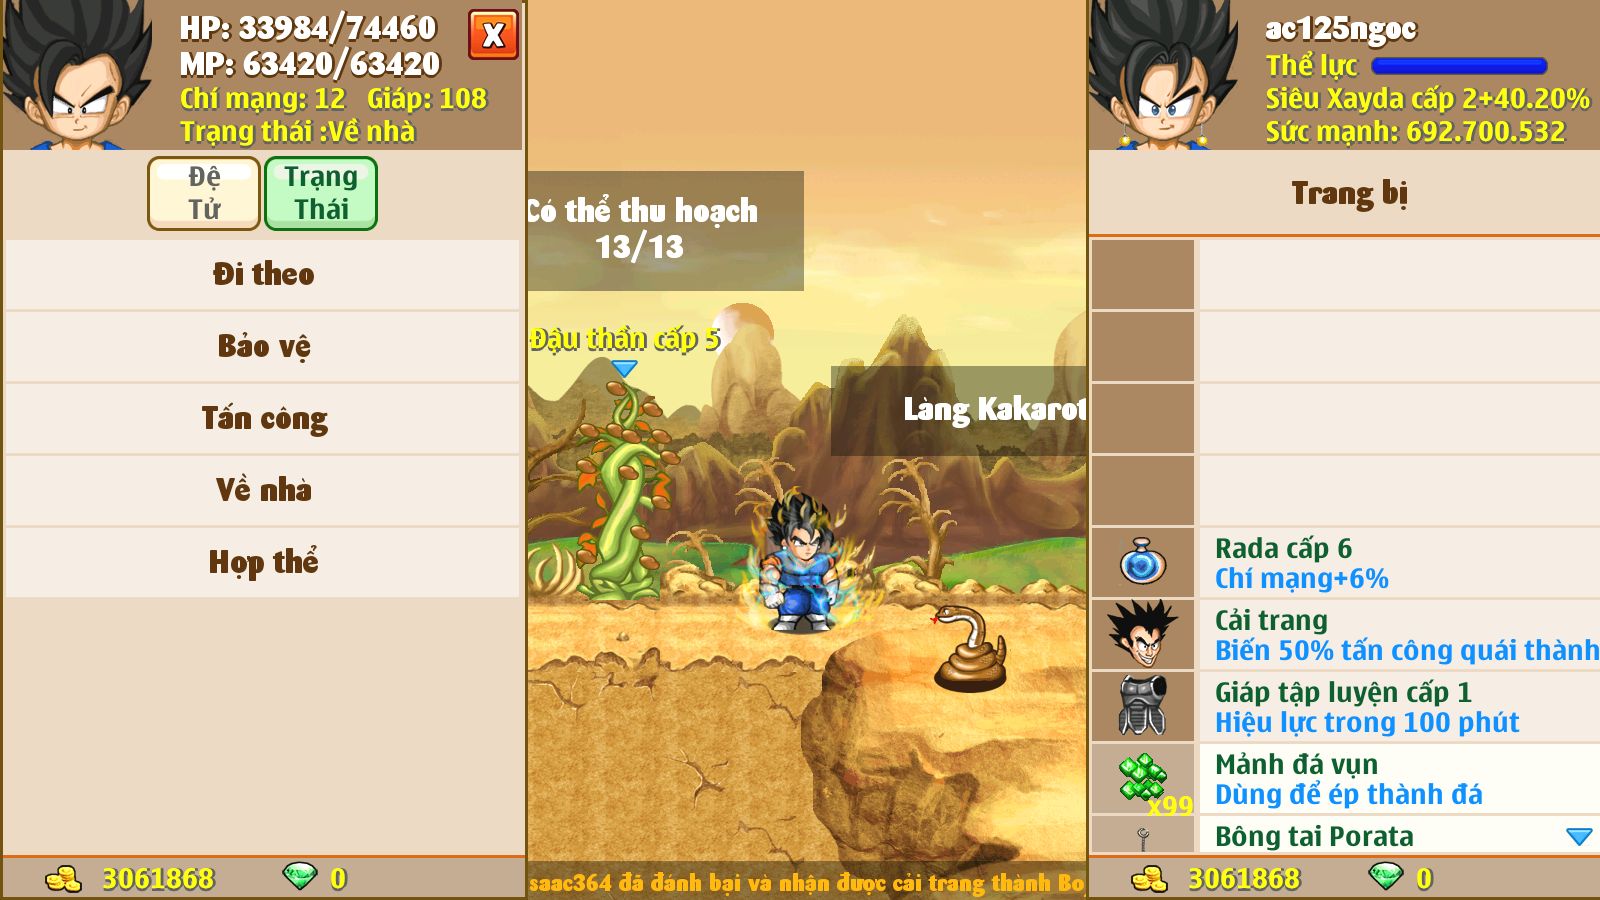 HP: 33984/74460
MP: 63420/63420
Chí mạng: 12 Giáp: 108
Trạng thái :Về nhà
X
Đệ
Tử
Trạng
Thái
Đi theo
Bảo vệ
Tấn công
Về nhà
Hợp thể
3061868
0
Có thể thu hoạch
13/13
Đậu thần cấp 5
Làng Kakarot
saac364 đã đánh bại và nhận được cải trang thành Bo
ac125ngoc
Thể lực
Siêu Xayda cấp 2+40.20%
Sức mạnh: 692.700.532
Trang bị
Rada cấp 6
Chí mạng+6%
Cải trang
Biến 50% tấn công quái thành
Giáp tập luyện cấp 1
Hiệu lực trong 100 phút
Mảnh đá vụn
Dùng để ép thành đá
x99
Bông tai Porata
3061868
0